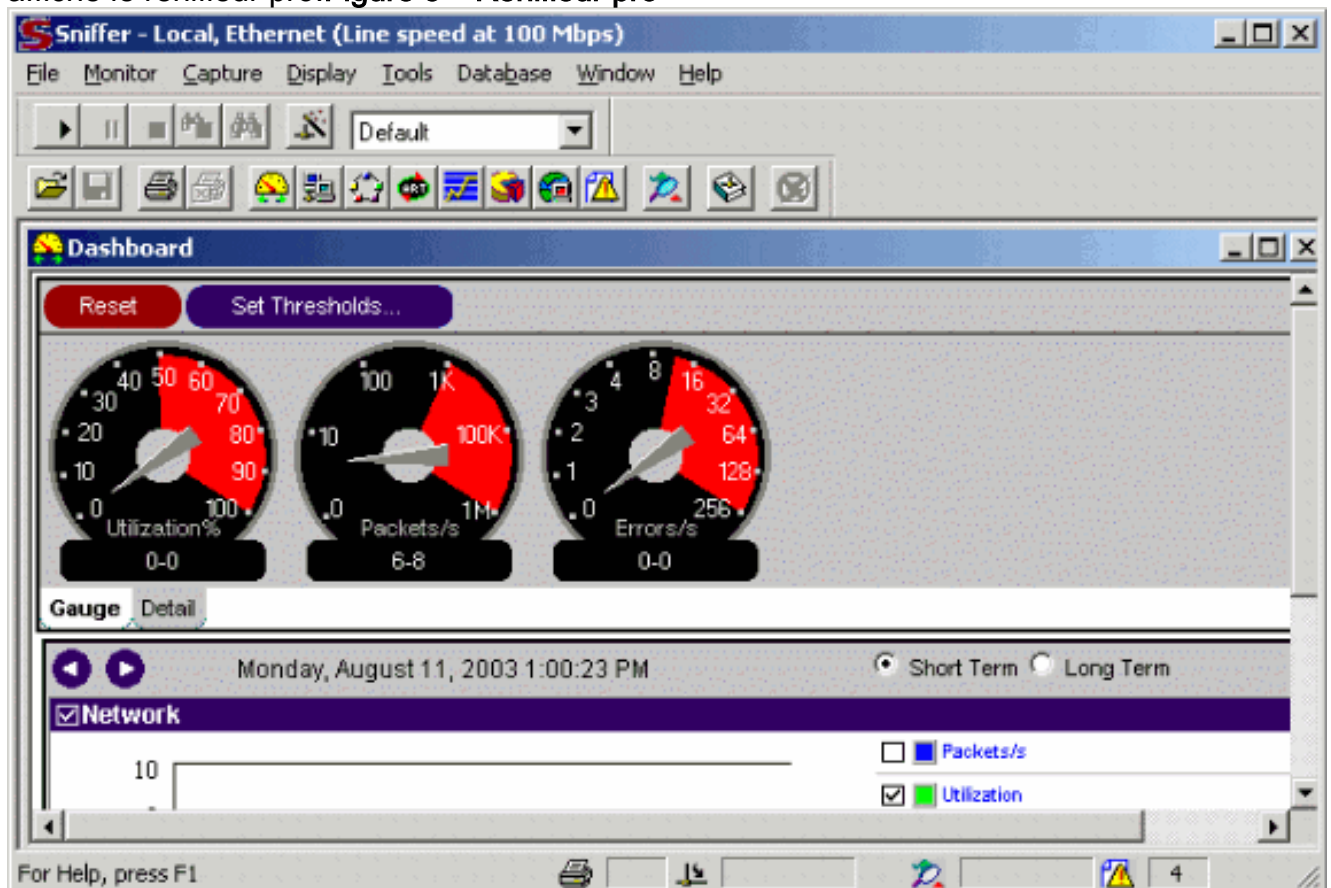 Sniffer - Local, Ethernet (Line speed at 100 Mbps)
File Monitor Capture Display Tools Database Window Help
Default
Dashboard
Reset Set Thresholds...
0 10 20 30 40 50 60 70 80 90 100
Utilization%
0-0
0 10 100 1K 100K 1M
Packets/s
6-8
0 1 2 3 4 8 16 32 64 128 256
Errors/s
0-0
Gauge Detail
Monday, August 11, 2003 1:00:23 PM Short Term Long Term
Network
10
Packets/s
Utilization
For Help, press F1 4